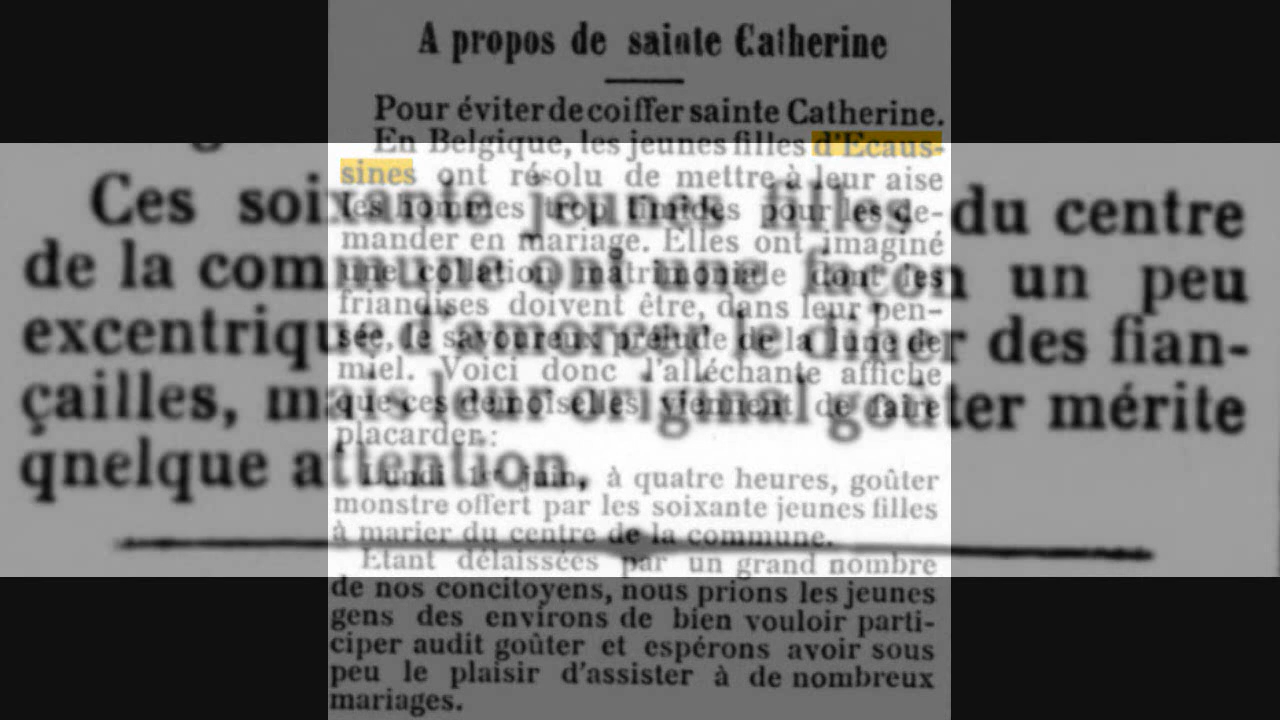 A propos de sainte Catherine
Pour éviter de coiffer sainte Catherine.
En Belgique, les jeunes filles d'Ecaus-
sines ont résolu de mettre à leur aise
les hommes trop timides pour les de-
mander en mariage. Elles ont imaginé
une collation matrimoniale dont les
friandises doivent être, dans leur pen-
sée, le savoureux prélude de la lune de
miel. Voici donc l'alléchante affiche
que ces demoiselles viennent de faire
placarder :
Lundi 1er juin, à quatre heures, goûter
monstre offert par les soixante jeunes filles
à marier du centre de la commune.
Etant délaissées par un grand nombre
de nos concitoyens, nous prions les jeunes
gens des environs de bien vouloir parti-
ciper audit goûter et espérons avoir sous
peu le plaisir d'assister à de nombreux
mariages.
Ces soixante jeunes filles du centre
de la commune ont une façon un peu
excentrique d'amorcer le dîner des fian-
çailles, mais leur original goûter mérite
qnelque attention.